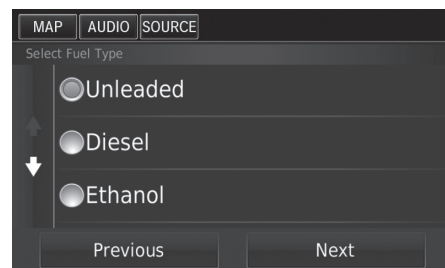 MAP AUDIO SOURCE
Select Fuel Type
Unleaded
Diesel
Ethanol
Previous Next